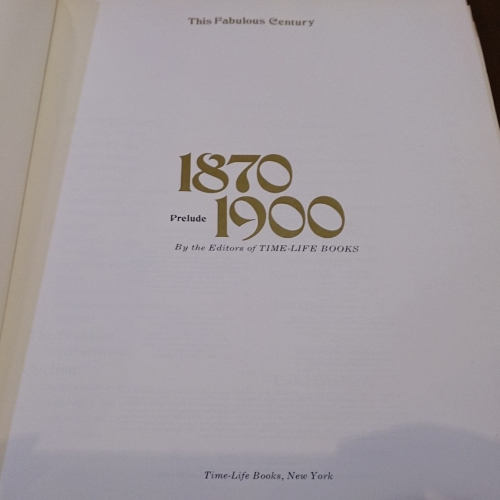 This Fabulous Century
1870
Prelude 1900
By the Editors of TIME-LIFE BOOKS
Time-Life Books, New York